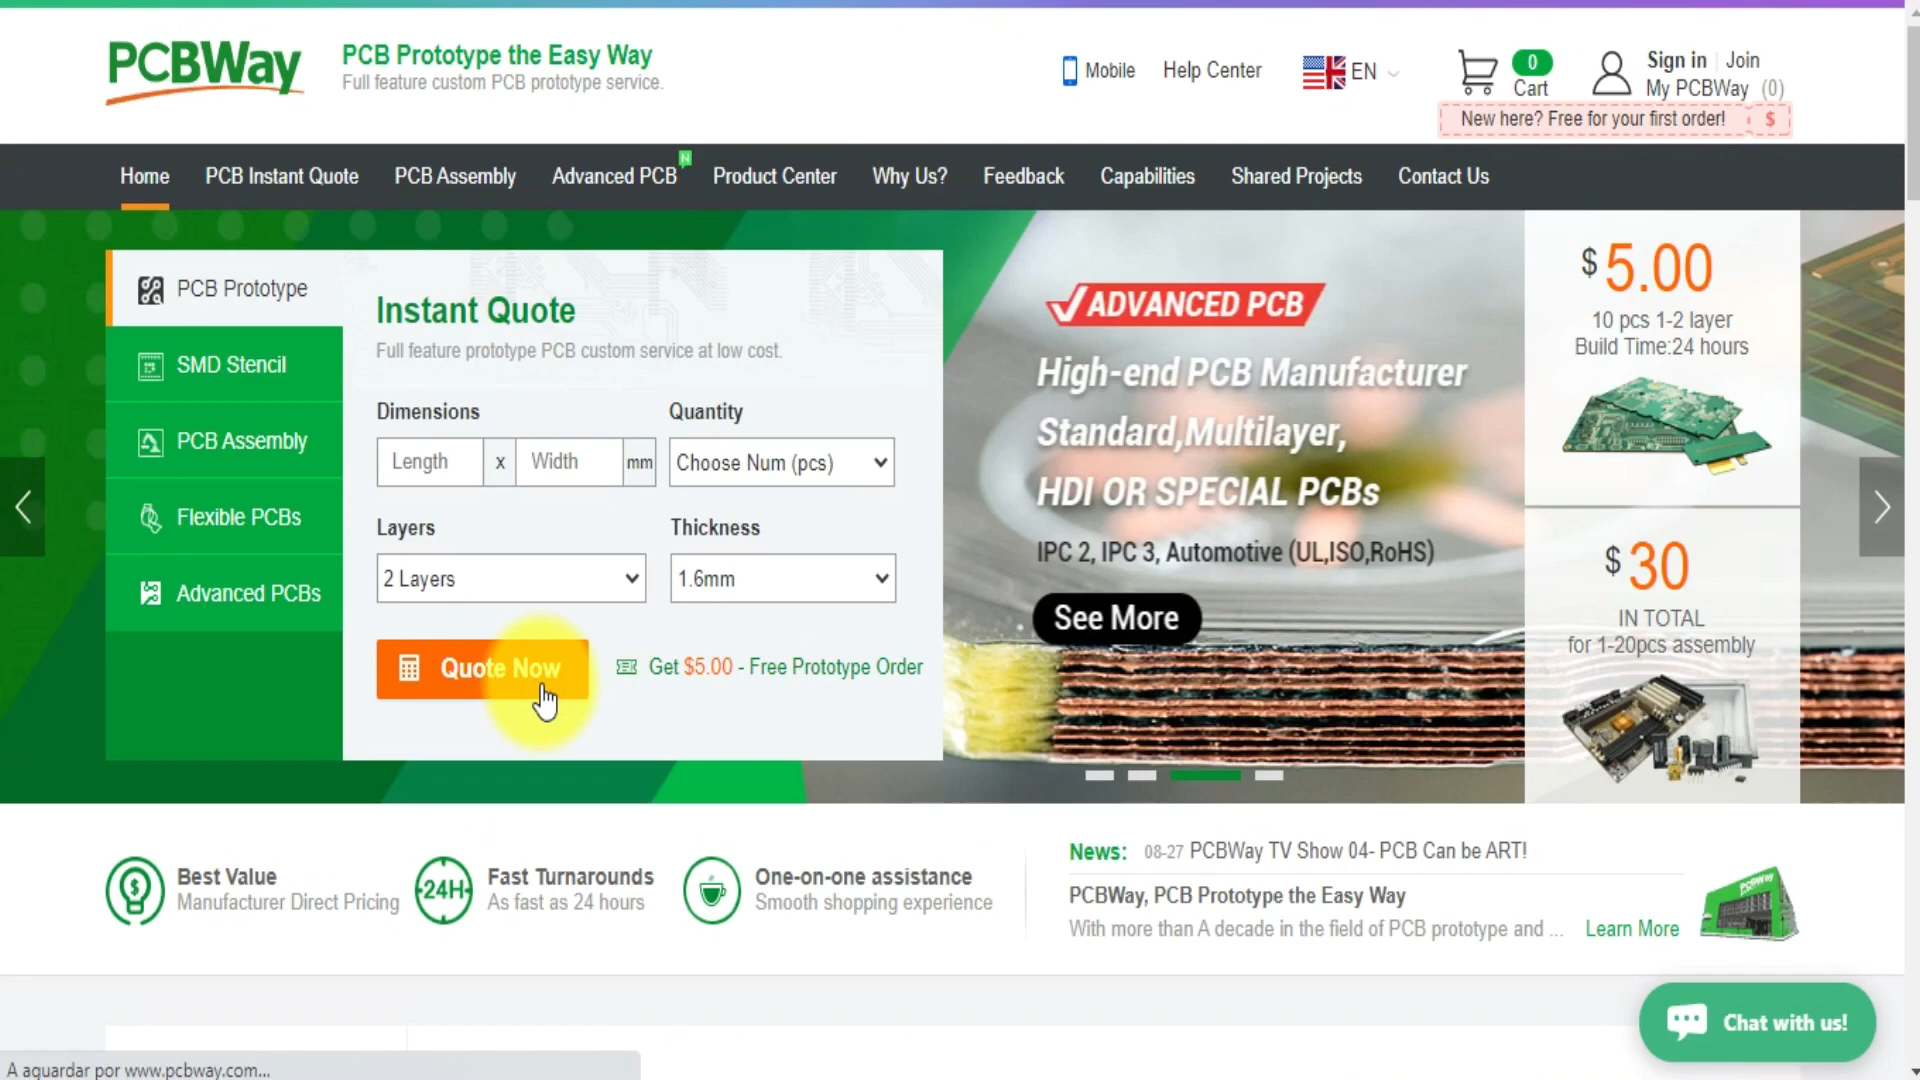 PCBWay
PCB Prototype the Easy Way
Full feature custom PCB prototype service.
Mobile
Help Center
EN
0
Cart
Sign in | Join
My PCBWay (0)
New here? Free for your first order! $
Home
PCB Instant Quote
PCB Assembly
Advanced PCB
N
Product Center
Why Us?
Feedback
Capabilities
Shared Projects
Contact Us
PCB Prototype
SMD Stencil
PCB Assembly
Flexible PCBs
Advanced PCBs
Instant Quote
Full feature prototype PCB custom service at low cost.
Dimensions
Quantity
Length x Width mm
Choose Num (pcs)
Layers
Thickness
2 Layers
1.6mm
Quote Now
Get $5.00 - Free Prototype Order
ADVANCED PCB
High-end PCB Manufacturer
Standard,Multilayer,
HDI OR SPECIAL PCBs
IPC 2, IPC 3, Automotive (UL,ISO,RoHS)
See More
$ 5.00
10 pcs 1-2 layer
Build Time:24 hours
$ 30
IN TOTAL
for 1-20pcs assembly
Best Value
Manufacturer Direct Pricing
24H
Fast Turnarounds
As fast as 24 hours
One-on-one assistance
Smooth shopping experience
News: 08-27 PCBWay TV Show 04- PCB Can be ART!
PCBWay, PCB Prototype the Easy Way
With more than A decade in the field of PCB prototype and ... Learn More
PCBWay
Chat with us!
A aguardar por www.pcbway.com...